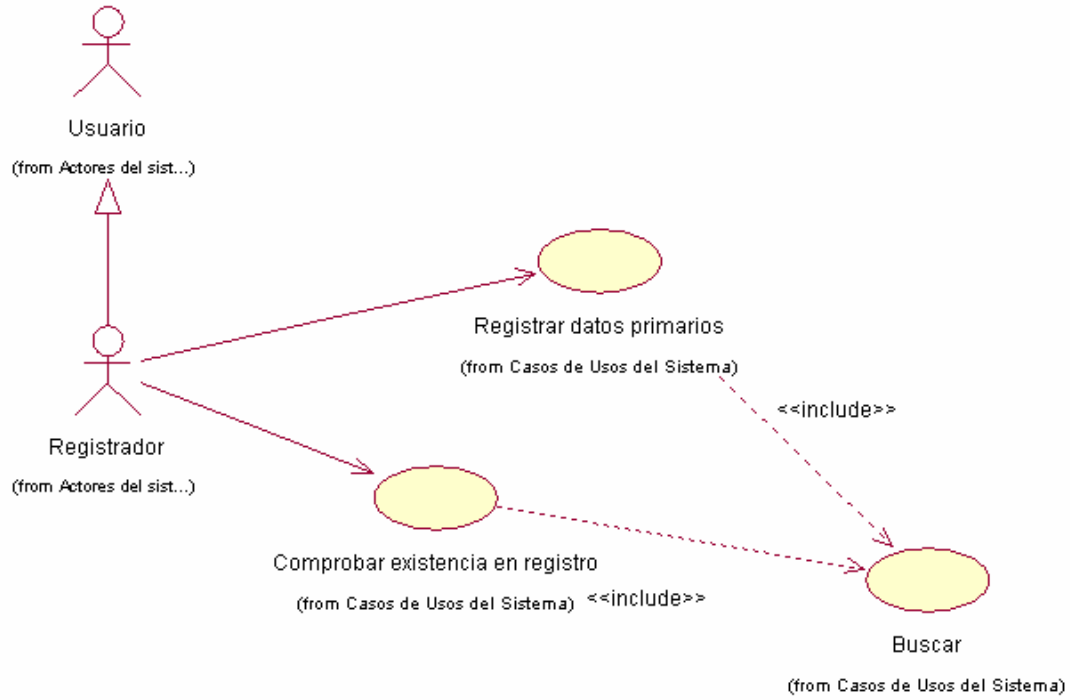 Usuario
(from Actores del sist...)
Registrar datos primarios
(from Casos de Usos del Sistema)
<<include>>
Registrador
(from Actores del sist...)
Comprobar existencia en registro
(from Casos de Usos del Sistema)
<<include>>
Buscar
(from Casos de Usos del Sistema)